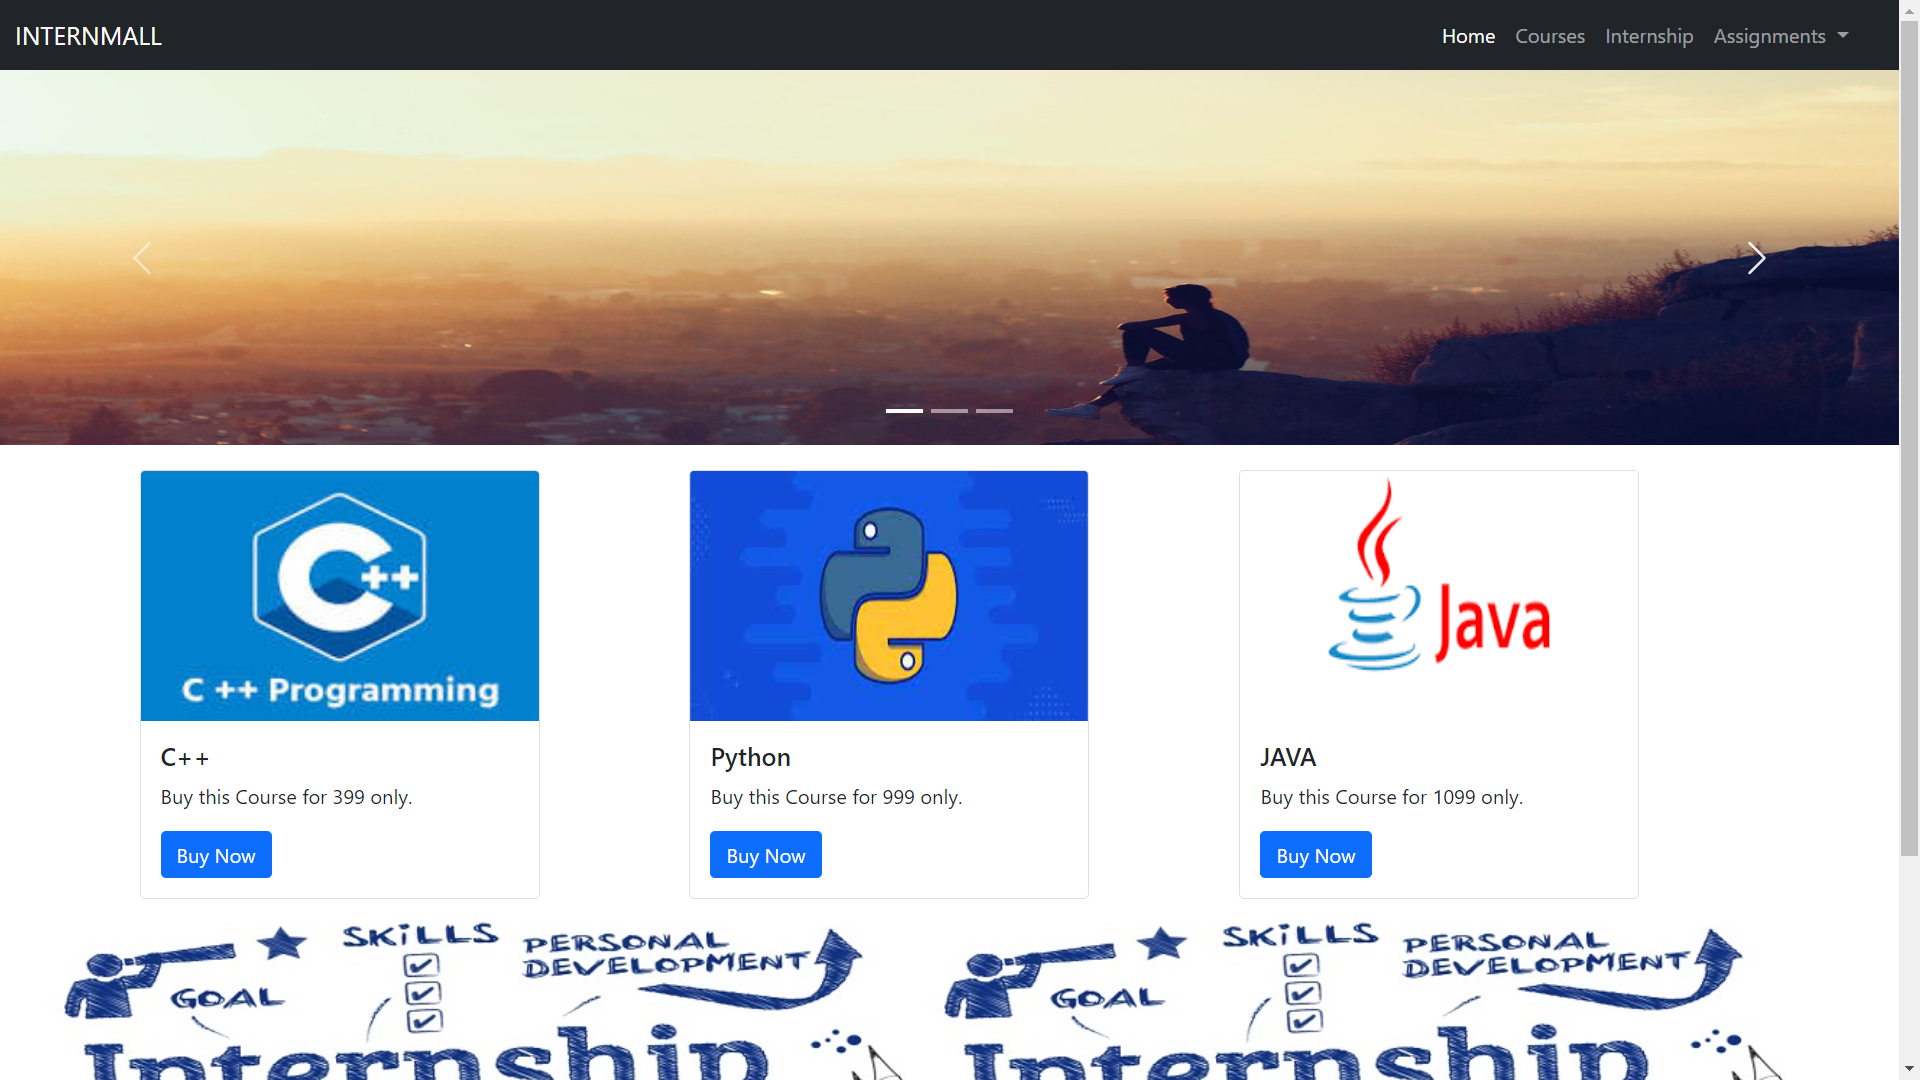 INTERNMALL
Home Courses Internship Assignments
C++
C ++ Programming
Java
C++
Buy this Course for 399 only.
Buy Now
Python
Buy this Course for 999 only.
Buy Now
JAVA
Buy this Course for 1099 only.
Buy Now
SKiLLS
PERSONAL
DEVELOPMENT
GOAL
Internship
SKiLLS
PERSONAL
DEVELOPMENT
GOAL
Internship